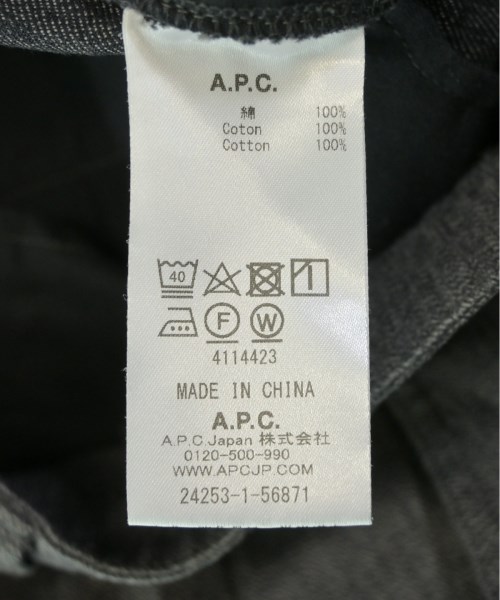 A.P.C.
綿 100%
Coton 100%
Cotton 100%
40
F W
4114423
MADE IN CHINA
A.P.C.
A.P.C.Japan 株式会社
0120-500-990
WWW.APCJP.COM
24253-1-56871